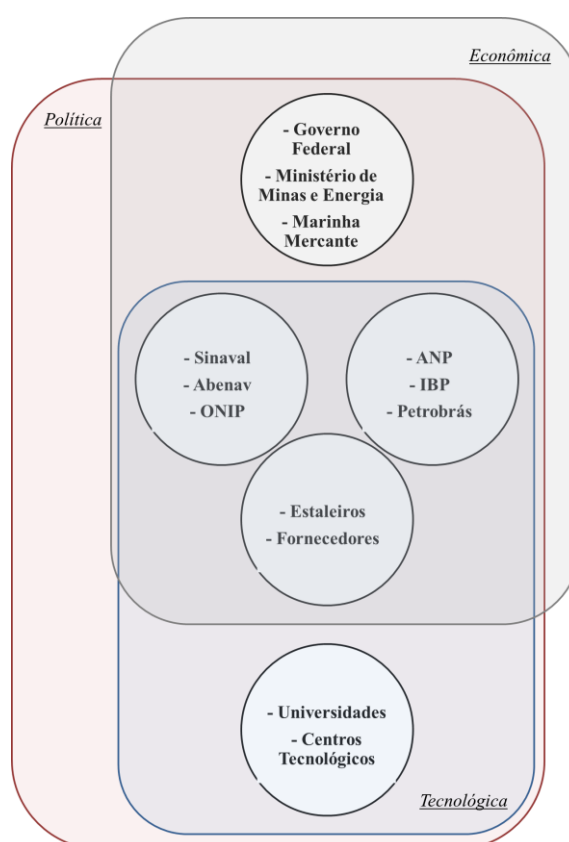 Econômica
Política
- Governo
Federal
- Ministério de
Minas e Energia
- Marinha
Mercante
- Sinaval
- Abenav
- ONIP
- ANP
- IBP
- Petrobrás
- Estaleiros
- Fornecedores
- Universidades
- Centros
Tecnológicos
Tecnológica